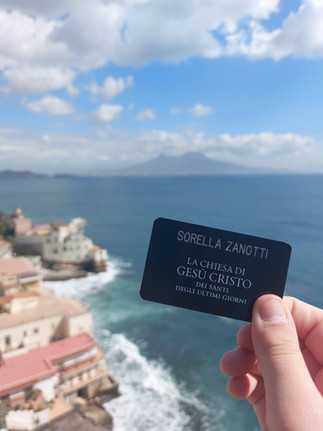 SORELLA ZANOTTI
LA CHIESA DI
GESÙ CRISTO
DEI SANTI
DEGLI ULTIMI GIORNI